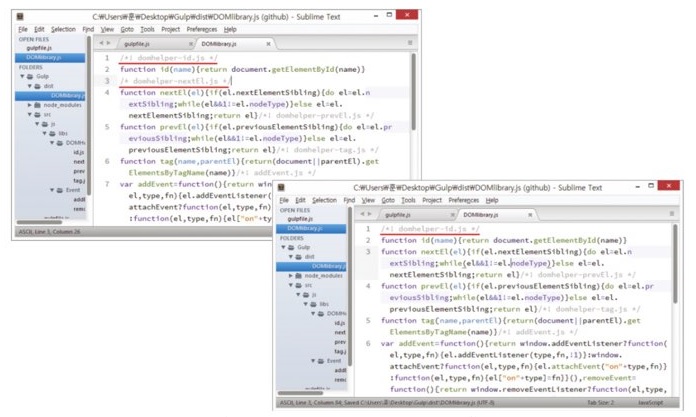 C:₩Users₩훈₩Desktop₩Gulp₩dist₩DOMlibrary.js (github) - Sublime Text
File Edit Selection Find View Goto Tools Project Preferences Help
OPEN FILES
gulpfile.js
DOMlibrary.js
FOLDERS
Gulp
dist
DOMlibrary.js
node_modules
src
js
libs
DOMH
id.js
next
prev
tag.j
Event
addl
rem
gulpfile.js
DOMlibrary.js
1 /*! domhelper-id.js */
2 function id(name){return document.getElementById(name)}
3 /* domhelper-nextEl.js */
4 function nextEl(el){if(el.nextElementSibling){do el=el.n
extSibling;while(el&&1!=el.nodeType)}else el=el.
nextElementSibling;return el}/*! domhelper-prevEl.js */
5 function prevEl(el){if(el.previousElementSibling){do el=el.pr
eviousSibling;while(el&&1!=el.nodeType)}else el=el.
previousElementSibling;return el}/*! domhelper-tag.js */
6 function tag(name,parentEl){return(document||parentEl).get
ElementsByTagName(name)}/*! addEvent.js */
7 var addEvent=function(){return win
el,type,fn){el.addEventListener(
attachEvent?function(el,type,fn)
:function(el,type,fn){el["on"+typ
ASCII, Line 3, Column 26
C:₩Users₩훈₩Desktop₩Gulp₩dist₩DOMlibrary.js (github) - Sublime Text
File Edit Selection Find View Goto Tools Project Preferences Help
OPEN FILES
gulpfile.js
DOMlibrary.js
FOLDERS
Gulp
dist
DOMlibrary.js
node_modules
src
js
libs
DOMH
id.js
next
prev
tag.j
Event
addl
rem
gulpfile.js
DOMlibrary.js
1 /*! domhelper-id.js */
2 function id(name){return document.getElementById(name)}
3 function nextEl(el){if(el.nextElementSibling){do el=el.n
extSibling;while(el&&1!=el.nodeType)}else el=el.
nextElementSibling;return el}/*! domhelper-prevEl.js */
4 function prevEl(el){if(el.previousElementSibling){do el=el.pr
eviousSibling;while(el&&1!=el.nodeType)}else el=el.
previousElementSibling;return el}/*! domhelper-tag.js */
5 function tag(name,parentEl){return(document||parentEl).get
ElementsByTagName(name)}/*! addEvent.js */
6 var addEvent=function(){return window.addEventListener?function(
el,type,fn){el.addEventListener(type,fn,!1)}:window.
attachEvent?function(el,type,fn){el.attachEvent("on"+type,fn)}
:function(el,type,fn){el["on"+type]=fn}}(),removeEvent=
function(){return window.removeEventListener?function(el,type,
ASCII, Line 3, Column 94; Saved C:₩Users₩훈₩Desktop₩Gulp₩dist₩DOMlibrary.js (UTF-8)
Tab Size: 2
JavaScript